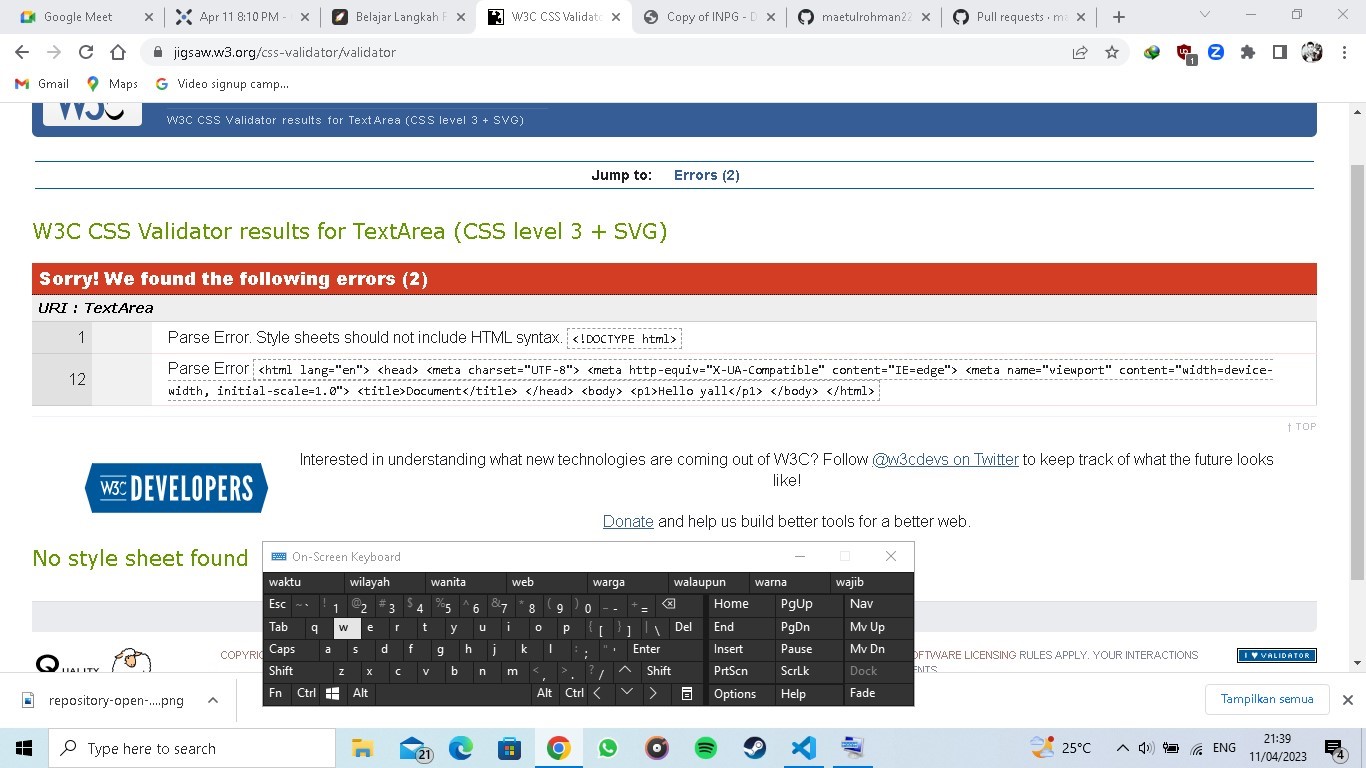 Google Meet
Apr 11 8:10 PM -
Belajar Langkah F
W3C CSS Validato
Copy of INPG - D
maetulrohman22
Pull requests · ma
jigsaw.w3.org/css-validator/validator
1
Gmail
Maps
Video signup camp...
W3C
W3C CSS Validator results for TextArea (CSS level 3 + SVG)
Jump to: Errors (2)
W3C CSS Validator results for TextArea (CSS level 3 + SVG)
Sorry! We found the following errors (2)
URI : TextArea
1 Parse Error. Style sheets should not include HTML syntax. <!DOCTYPE html>
12 Parse Error <html lang="en"> <head> <meta charset="UTF-8"> <meta http-equiv="X-UA-Compatible" content="IE=edge"> <meta name="viewport" content="width=device-
width, initial-scale=1.0"> <title>Document</title> </head> <body> <p1>Hello yall</p1> </body> </html>
↑ TOP
Interested in understanding what new technologies are coming out of W3C? Follow @w3cdevs on Twitter to keep track of what the future looks
like!
W3C DEVELOPERS
Donate and help us build better tools for a better web.
No style sheet found
On-Screen Keyboard
waktu wilayah wanita web warga walaupun warna wajib
Esc ~ ` ! 1 @ 2 # 3 $ 4 % 5 ^ 6 & 7 * 8 ( 9 ) 0 _ - + = Home PgUp Nav
Tab q w e r t y u i o p { [ } ] | \ Del End PgDn Mv Up
Caps a s d f g h j k l : ; " ' Enter Insert Pause Mv Dn
Shift z x c v b n m < , > . ? / Shift PrtScn ScrLk Dock
Fn Ctrl Alt Alt Ctrl Options Help Fade
QUALITY
COPYRIG
OFTWARE LICENSING RULES APPLY. YOUR INTERACTIONS
I ♥ VALIDATOR
repository-open-....png
Tampilkan semua
Type here to search
21
25°C
ENG
21:39
11/04/2023
4